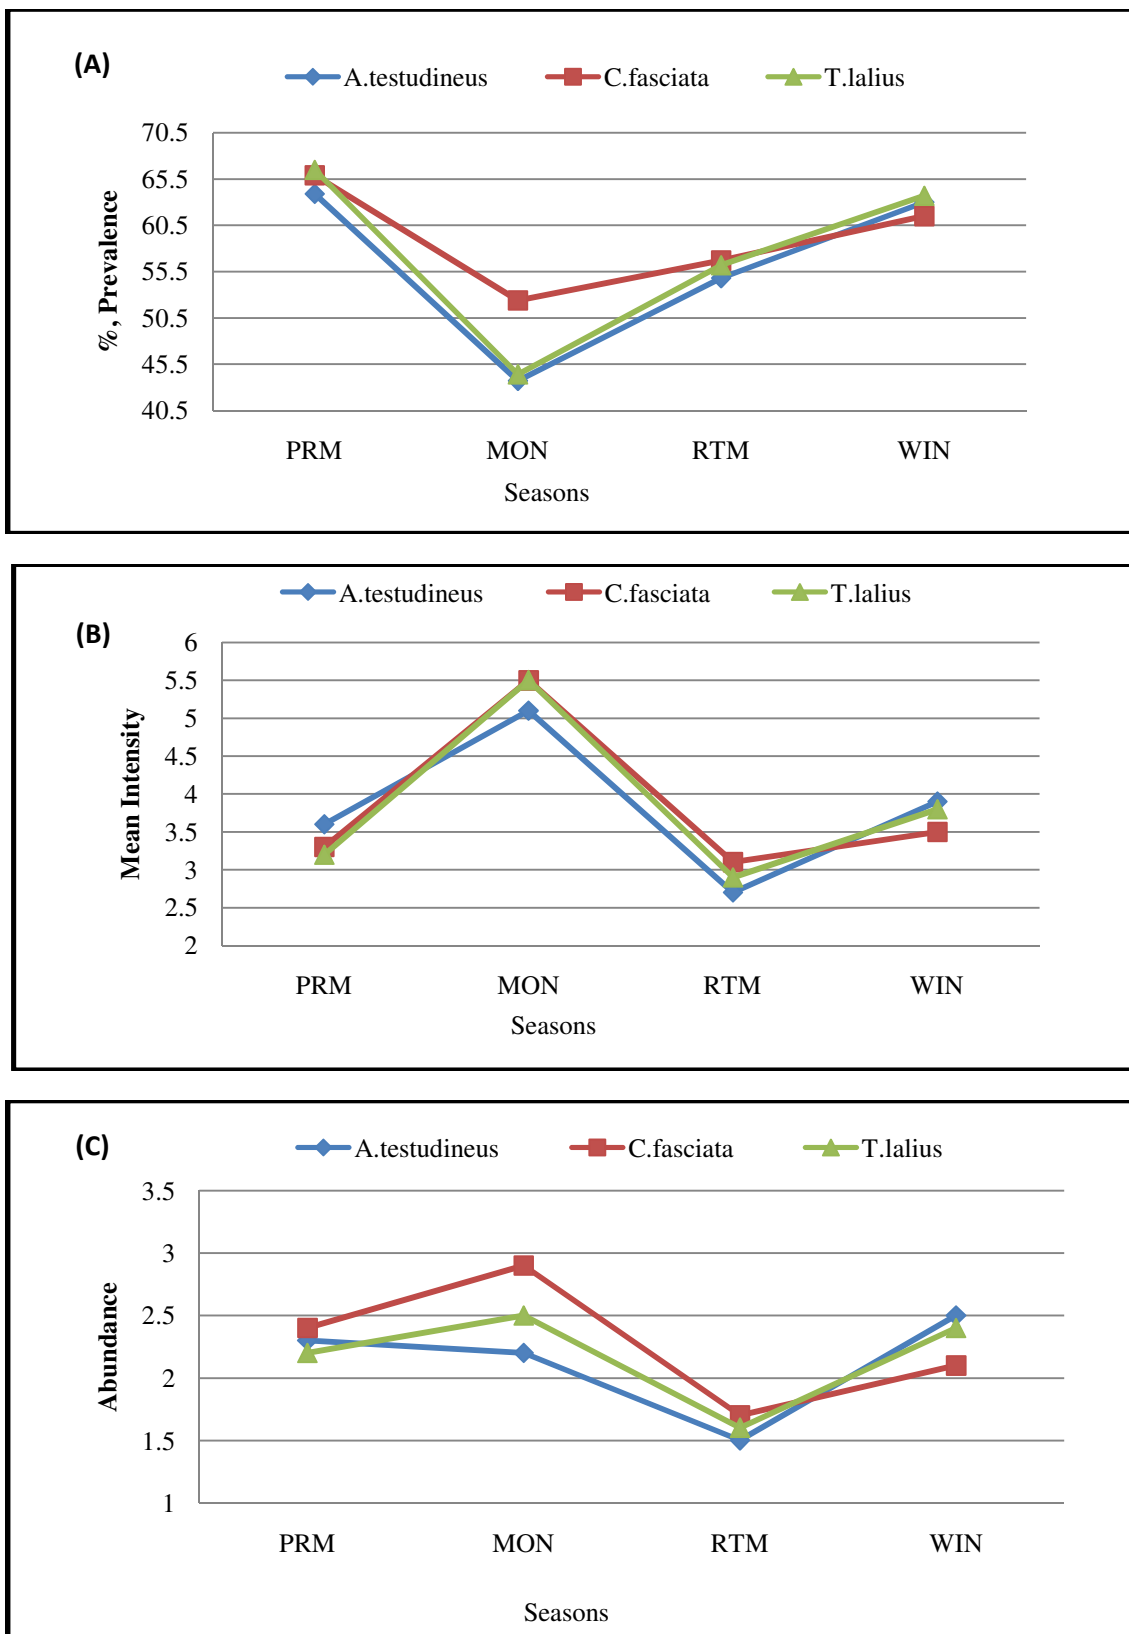 (A)
A.testudineus C.fasciata T.lalius
70.5
65.5
60.5
55.5
50.5
45.5
40.5
%, Prevalence
PRM MON RTM WIN
Seasons
A.testudineus C.fasciata T.lalius
(B)
6
5.5
5
4.5
4
3.5
3
2.5
2
Mean Intensity
PRM MON RTM WIN
Seasons
(C)
A.testudineus C.fasciata T.lalius
3.5
3
2.5
2
1.5
1
Abundance
PRM MON RTM WIN
Seasons